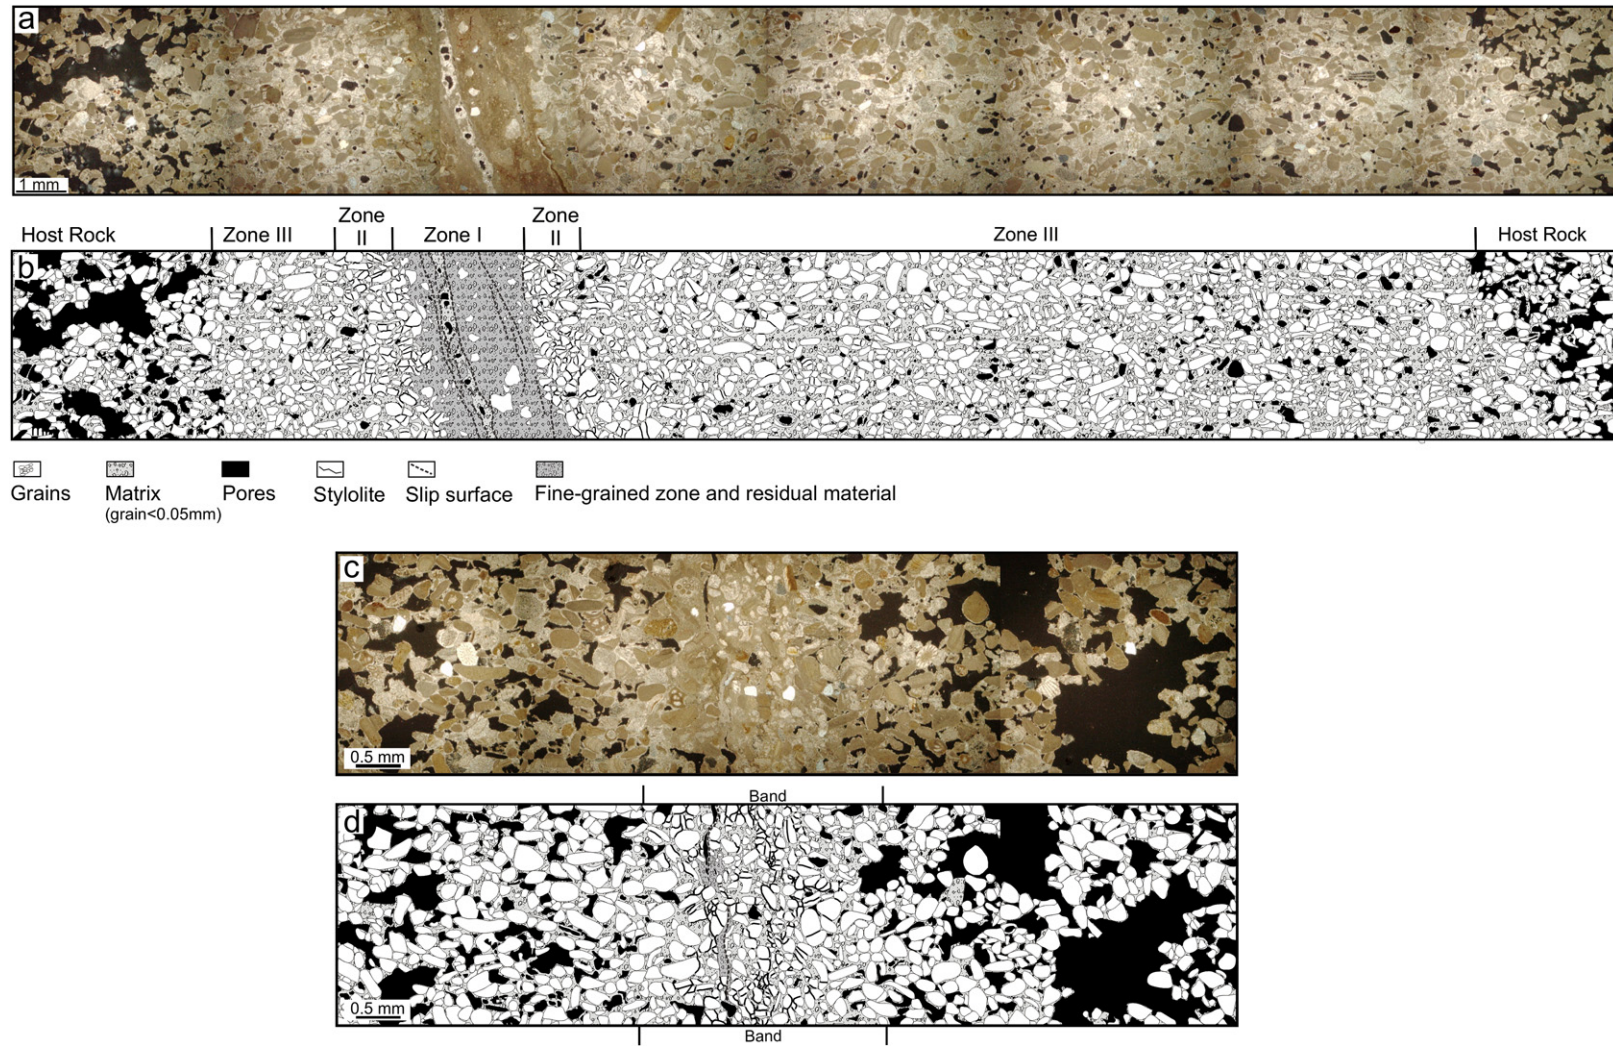 a
1 mm
Host Rock
Zone III
Zone
II
Zone I
Zone
II
Zone III
Host Rock
b
Grains
Matrix
(grain<0.05mm)
Pores
Stylolite
Slip surface
Fine-grained zone and residual material
c
0.5 mm
Band
d
0.5 mm
Band